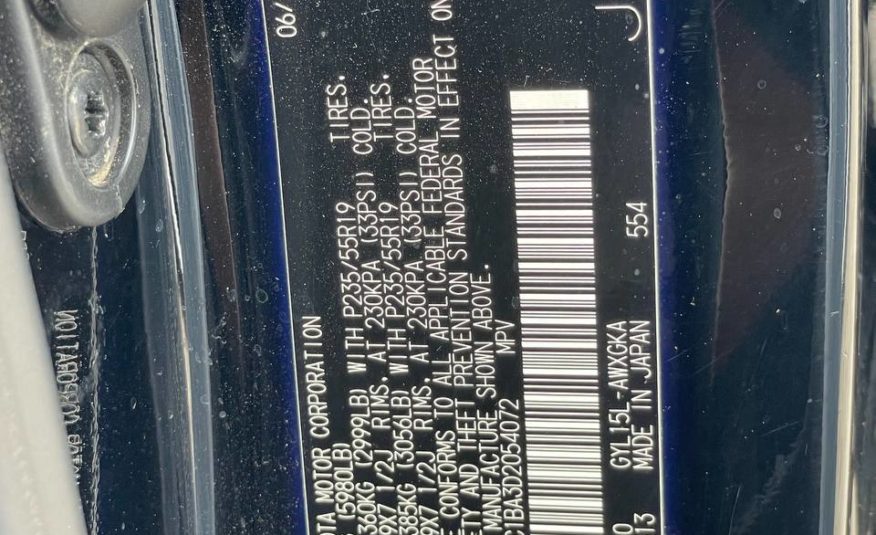 06/
OTA MOTOR CORPORATION
(5980LB)
360KG (2999LB) WITH P235/55R19 TIRES.
9X7 1/2J RIMS. AT 230KPA (33PSI) COLD.
385KG (3056LB) WITH P235/55R19 TIRES.
9X7 1/2J RIMS. AT 230KPA (33PSI) COLD.
E CONFORMS TO ALL APPLICABLE FEDERAL MOTOR
ETY AND THEFT PREVENTION STANDARDS IN EFFECT ON
MANUFACTURE SHOWN ABOVE.
C1BA3D2054072 MPV
0 GYL15L-AWXGKA
13 MADE IN JAPAN 554
J